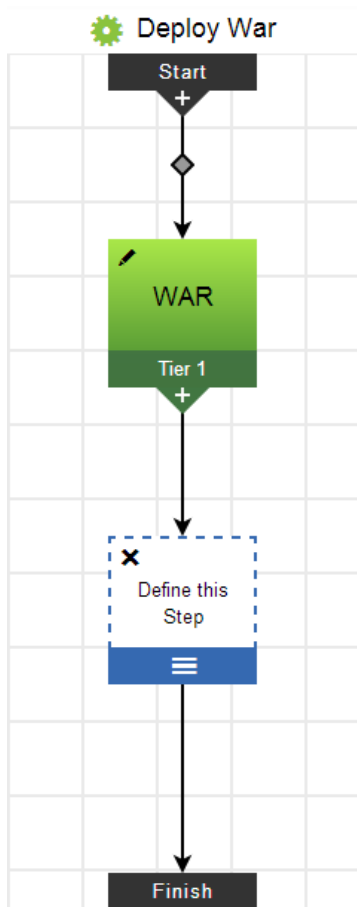 Deploy War
Start
WAR
Tier 1
Define this
Step
Finish